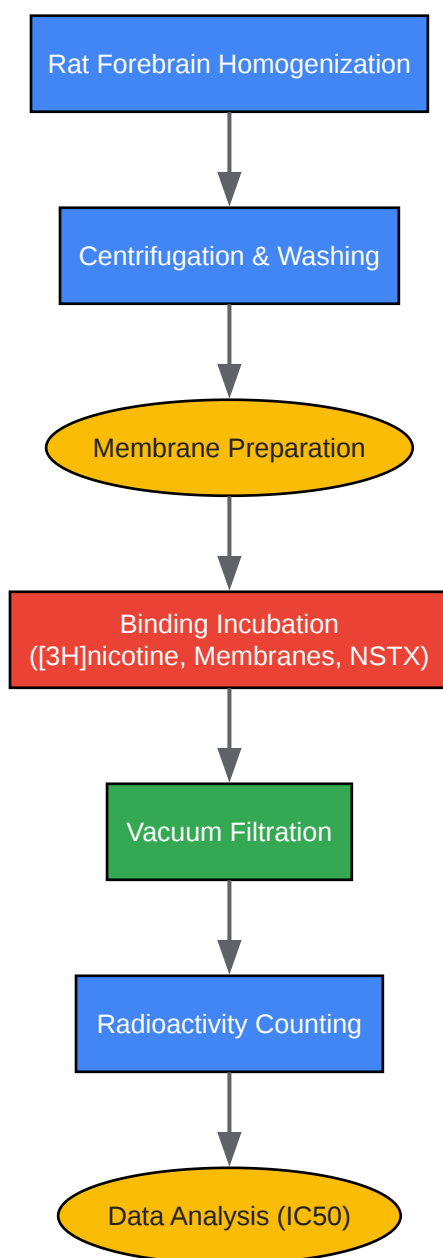 Rat Forebrain Homogenization
Centrifugation & Washing
Membrane Preparation
Binding Incubation
([3H]nicotine, Membranes, NSTX)
Vacuum Filtration
Radioactivity Counting
Data Analysis (IC50)